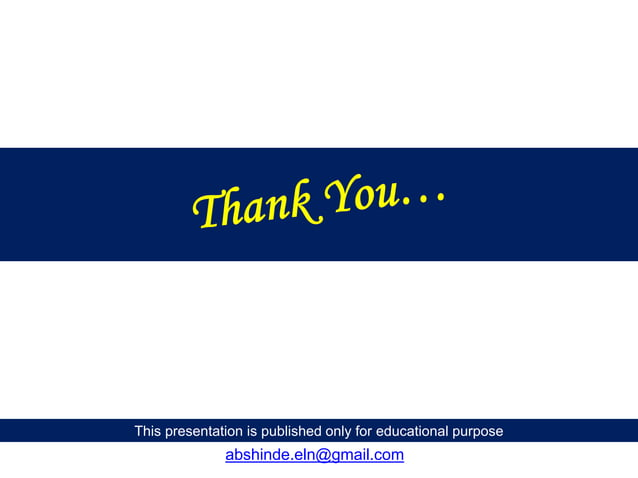 Thank You…
This presentation is published only for educational purpose
abshinde.eln@gmail.com